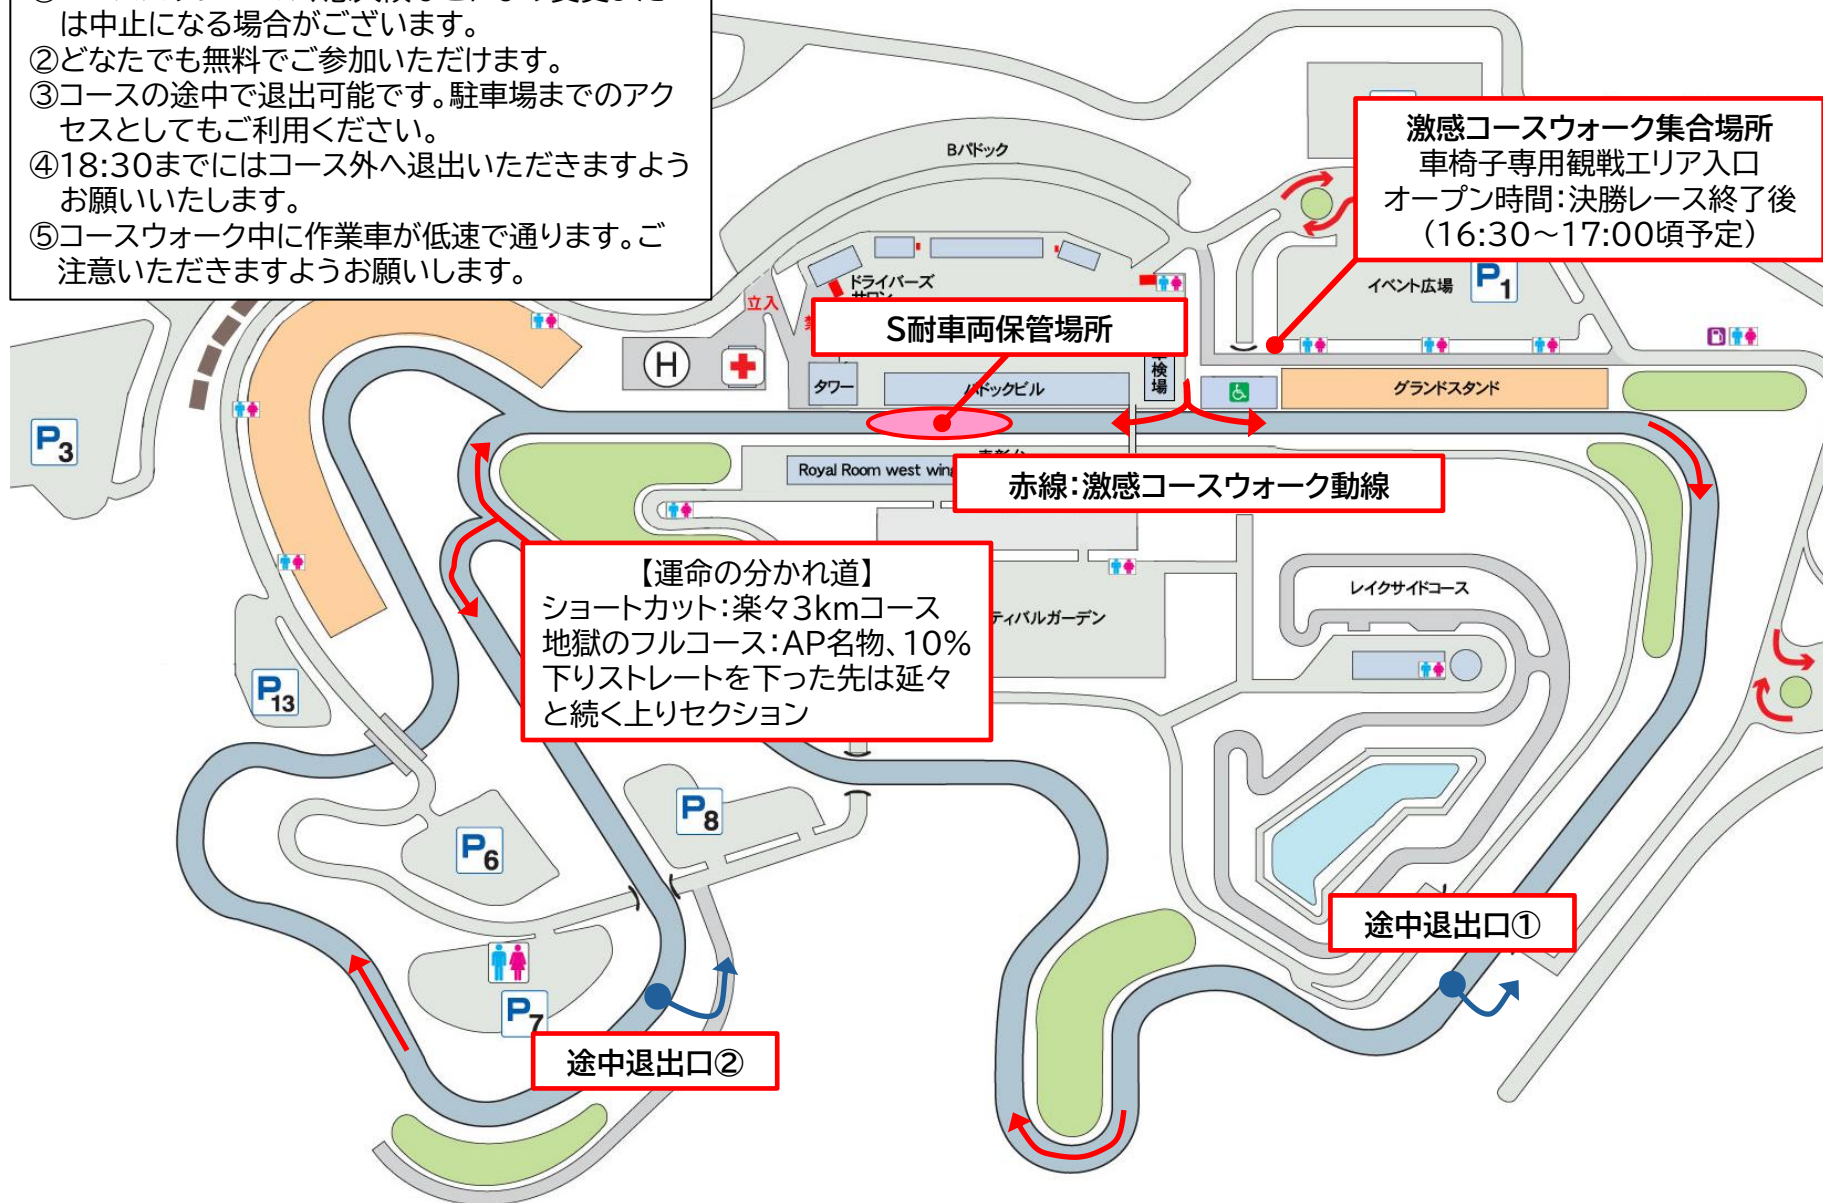 は中止になる場合がございます。
②どなたでも無料でご参加いただけます。
③コースの途中で退出可能です。駐車場までのアク
セスとしてもご利用ください。
④18:30までにはコース外へ退出いただきますよう
お願いいたします。
⑤コースウォーク中に作業車が低速で通ります。ご
注意いただきますようお願いします。
激感コースウォーク集合場所
車椅子専用観戦エリア入口
オープン時間:決勝レース終了後
(16:30～17:00頃予定)
Bパドック
イベント広場
P1
ドライバーズ
立入
S耐車両保管場所
H
タワー
パドックビル
検場
グランドスタンド
P3
Royal Room west wing
赤線:激感コースウォーク動線
【運命の分かれ道】
ショートカット:楽々3kmコース
地獄のフルコース:AP名物、10%
下りストレートを下った先は延々
と続く上りセクション
ティバルガーデン
レイクサイドコース
P13
P8
P6
途中退出口①
P7
途中退出口②